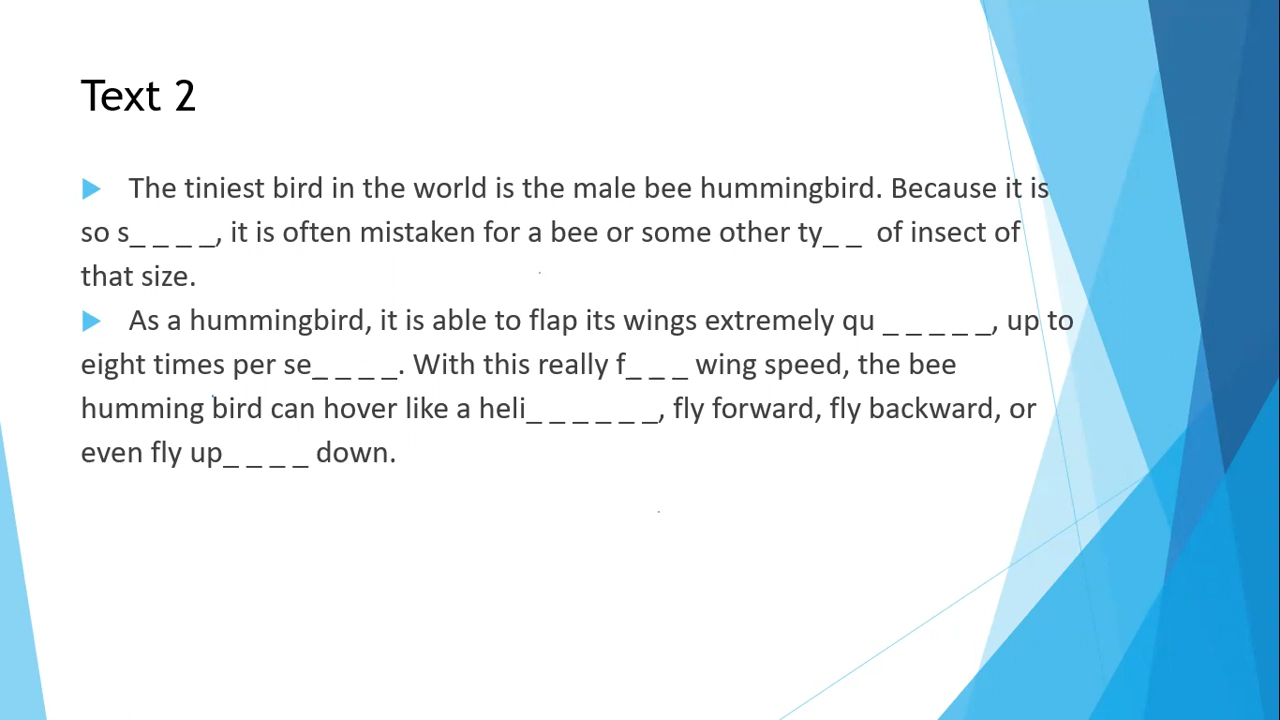 Text 2
The tiniest bird in the world is the male bee hummingbird. Because it is
so s_ _ _ _, it is often mistaken for a bee or some other ty_ _ of insect of
that size.
As a hummingbird, it is able to flap its wings extremely qu _ _ _ _ _, up to
eight times per se_ _ _ _. With this really f_ _ _ wing speed, the bee
humming bird can hover like a heli_ _ _ _ _ _, fly forward, fly backward, or
even fly up_ _ _ _ down.